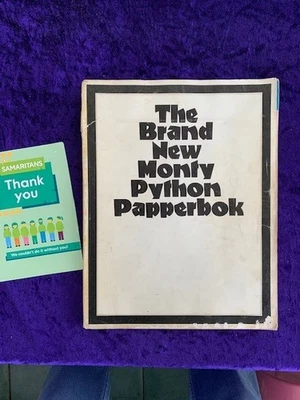 The
Brand
New
Monty
Python
Papperbok
SAMARITANS
Thank
you
We couldn't do it without you!